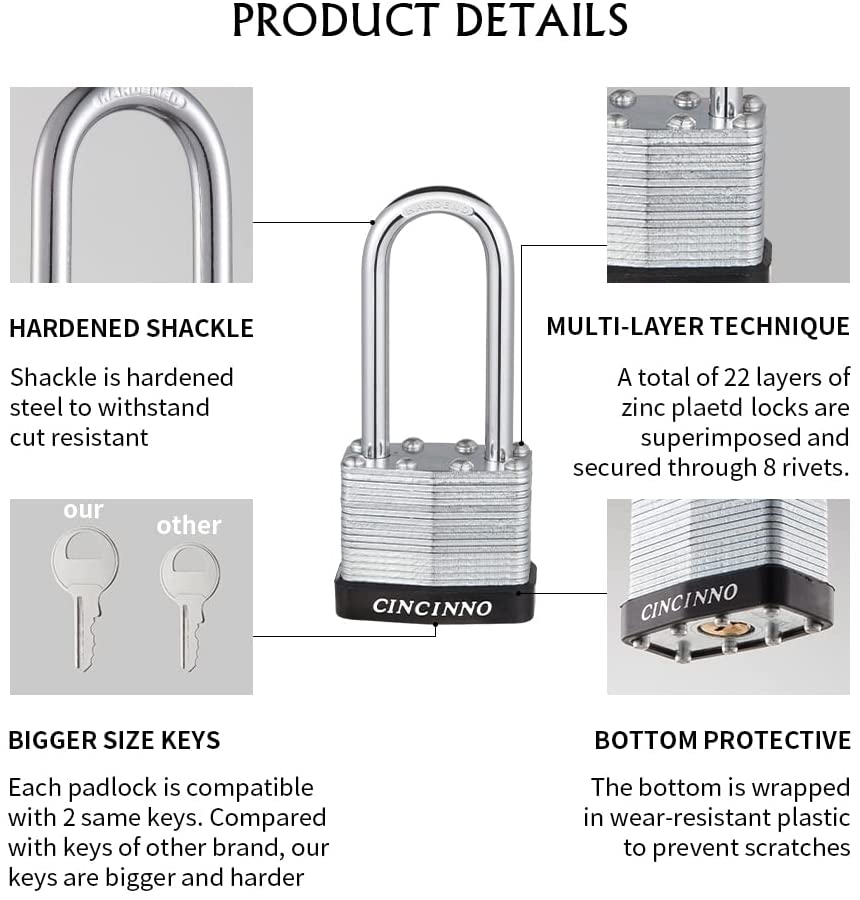 PRODUCT DETAILS
HARDENED
HARDENED SHACKLE
Shackle is hardened
steel to withstand
cut resistant
HARDEND
MULTI-LAYER TECHNIQUE
A total of 22 layers of
zinc plaetd locks are
superimposed and
secured through 8 rivets.
our
other
BIGGER SIZE KEYS
Each padlock is compatible
with 2 same keys. Compared
with keys of other brand, our
keys are bigger and harder
CINCINNO
CINCINNO
BOTTOM PROTECTIVE
The bottom is wrapped
in wear-resistant plastic
to prevent scratches